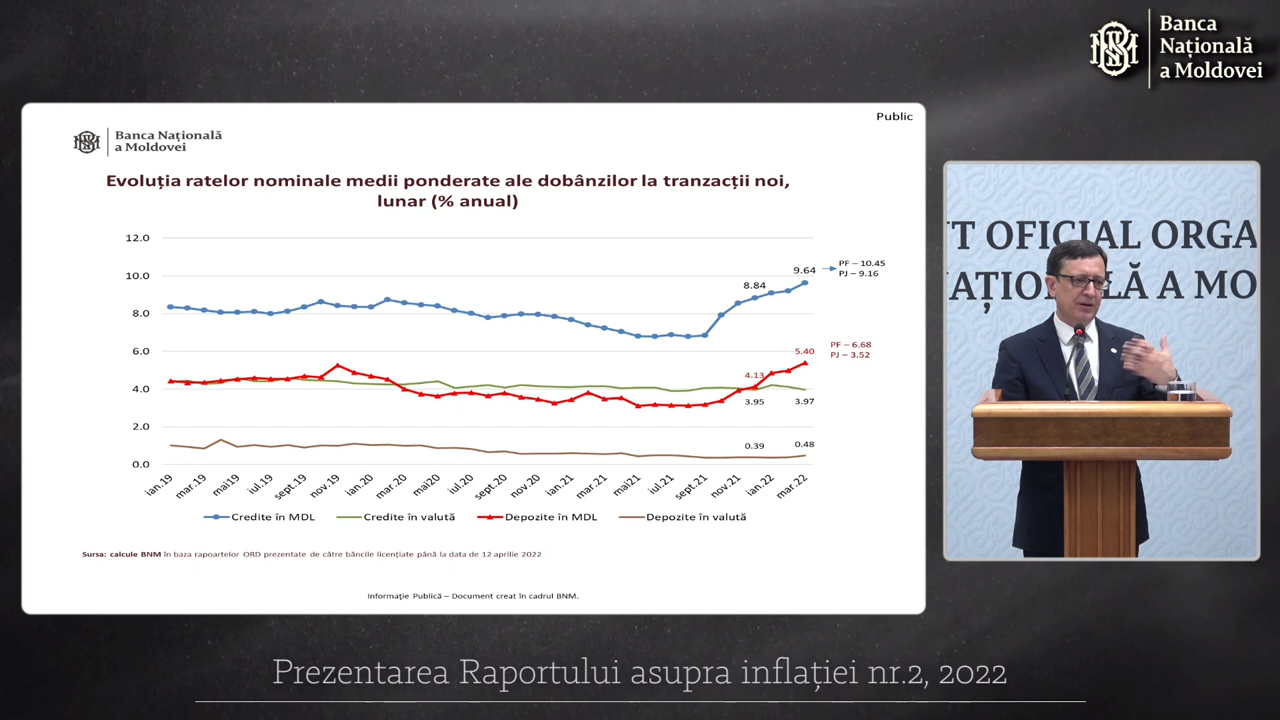 Banca
Națională
a Moldovei
Public
Banca Națională
a Moldovei
Evoluția ratelor nominale medii ponderate ale dobânzilor la tranzacții noi,
lunar (% anual)
12.0
10.0
8.0
6.0
4.0
2.0
0.0
8.84
9.64
PF – 10.45
PJ – 9.16
PF – 6.68
PJ – 3.52
5.40
4.13
3.95
3.97
0.39
0.48
ian.19
mar.19
mai19
iul.19
sept.19
nov.19
ian.20
mar.20
mai20
iul.20
sept.20
nov.20
ian.21
mar.21
mai21
iul.21
sept.21
nov.21
ian.22
mar.22
Credite în MDL
Credite în valută
Depozite în MDL
Depozite în valută
Sursa: calcule BNM în baza rapoartelor ORD prezentate de către băncile licențiate până la data de 12 aprilie 2022
Informație Publică – Document creat în cadrul BNM.
T OFICIAL ORGA
AȚIO LĂ A MO
Prezentarea Raportului asupra inflației nr.2, 2022